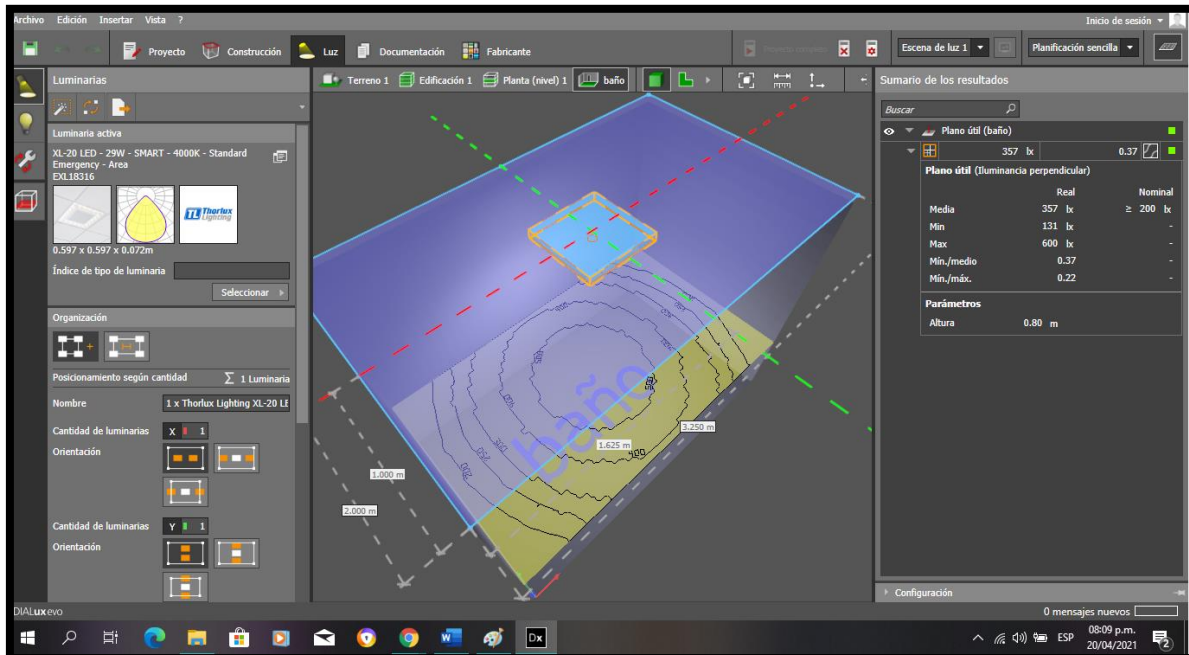 Archivo Edición Insertar Vista ?
Inicio de sesión
Proyecto Construcción Luz Documentación Fabricante
Escena de luz 1 Planificación sencilla
Luminarias
Terreno 1 Edificación 1 Planta (nivel) 1 baño
Sumario de los resultados
Buscar
Luminaria activa
XL-20 LED - 29W - SMART - 4000K - Standard
Emergency - Area
EXL18316
TL Thorlux
Lighting
0.597 x 0.597 x 0.072m
Índice de tipo de luminaria
Seleccionar
Organización
Posicionamiento según cantidad Σ 1 Luminaria
Nombre 1 x Thorlux Lighting XL-20 LE
Cantidad de luminarias X 1
Orientación
Cantidad de luminarias Y 1
Orientación
baño
400
1.625 m
3.250 m
1.000 m
2.000 m
Plano útil (baño)
357 lx 0.37
Plano útil (Iluminancia perpendicular)
Real Nominal
Media 357 lx ≥ 200 lx
Min 131 lx -
Max 600 lx -
Mín./medio 0.37 -
Mín./máx. 0.22 -
Parámetros
Altura 0.80 m
Configuración
DIALux evo
0 mensajes nuevos
Dx
ESP
08:09 p.m.
20/04/2021
2